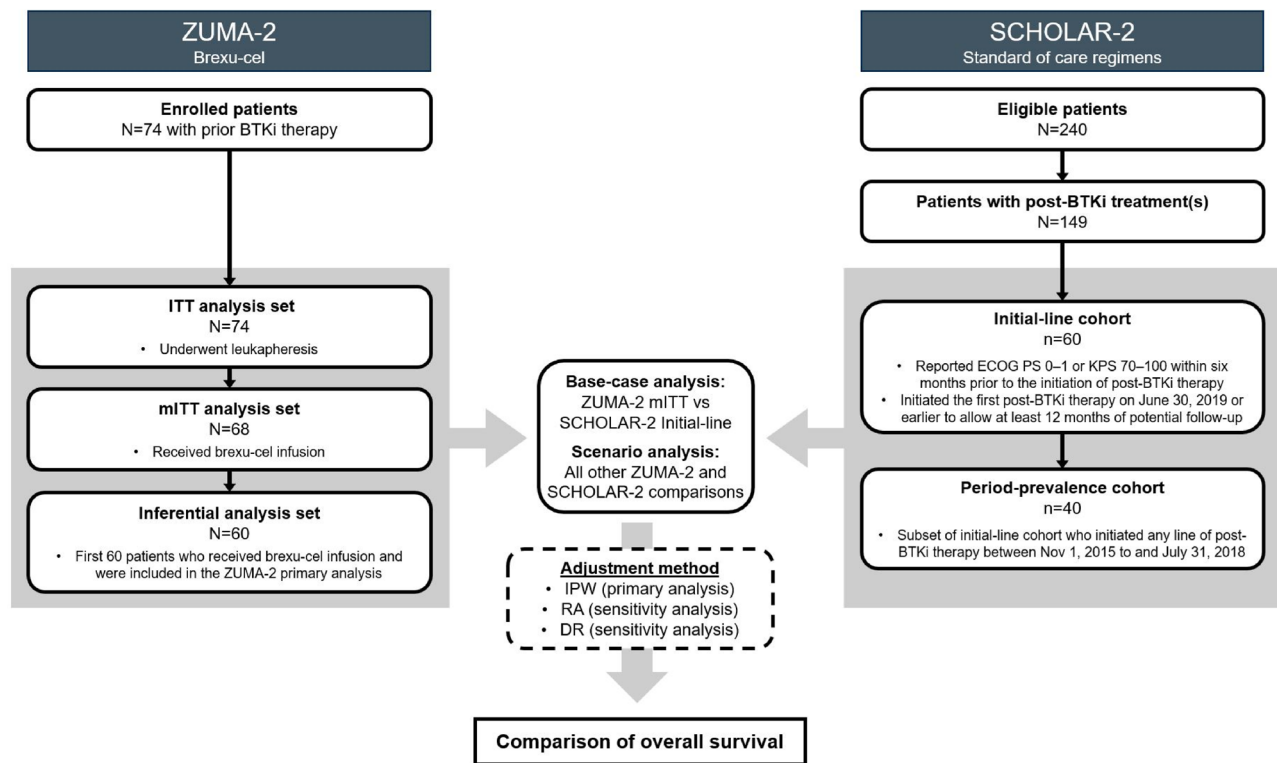 ZUMA-2
Brexu-cel
Enrolled patients
N=74 with prior BTKi therapy
ITT analysis set
N=74
• Underwent leukapheresis
mITT analysis set
N=68
• Received brexu-cel infusion
Inferential analysis set
N=60
• First 60 patients who received brexu-cel infusion and
were included in the ZUMA-2 primary analysis
Base-case analysis:
ZUMA-2 mITT vs
SCHOLAR-2 Initial-line
Scenario analysis:
All other ZUMA-2 and
SCHOLAR-2 comparisons
Adjustment method
• IPW (primary analysis)
• RA (sensitivity analysis)
• DR (sensitivity analysis)
Comparison of overall survival
SCHOLAR-2
Standard of care regimens
Eligible patients
N=240
Patients with post-BTKi treatment(s)
N=149
Initial-line cohort
n=60
• Reported ECOG PS 0–1 or KPS 70–100 within six
months prior to the initiation of post-BTKi therapy
• Initiated the first post-BTKi therapy on June 30, 2019 or
earlier to allow at least 12 months of potential follow-up
Period-prevalence cohort
n=40
• Subset of initial-line cohort who initiated any line of post-
BTKi therapy between Nov 1, 2015 to and July 31, 2018